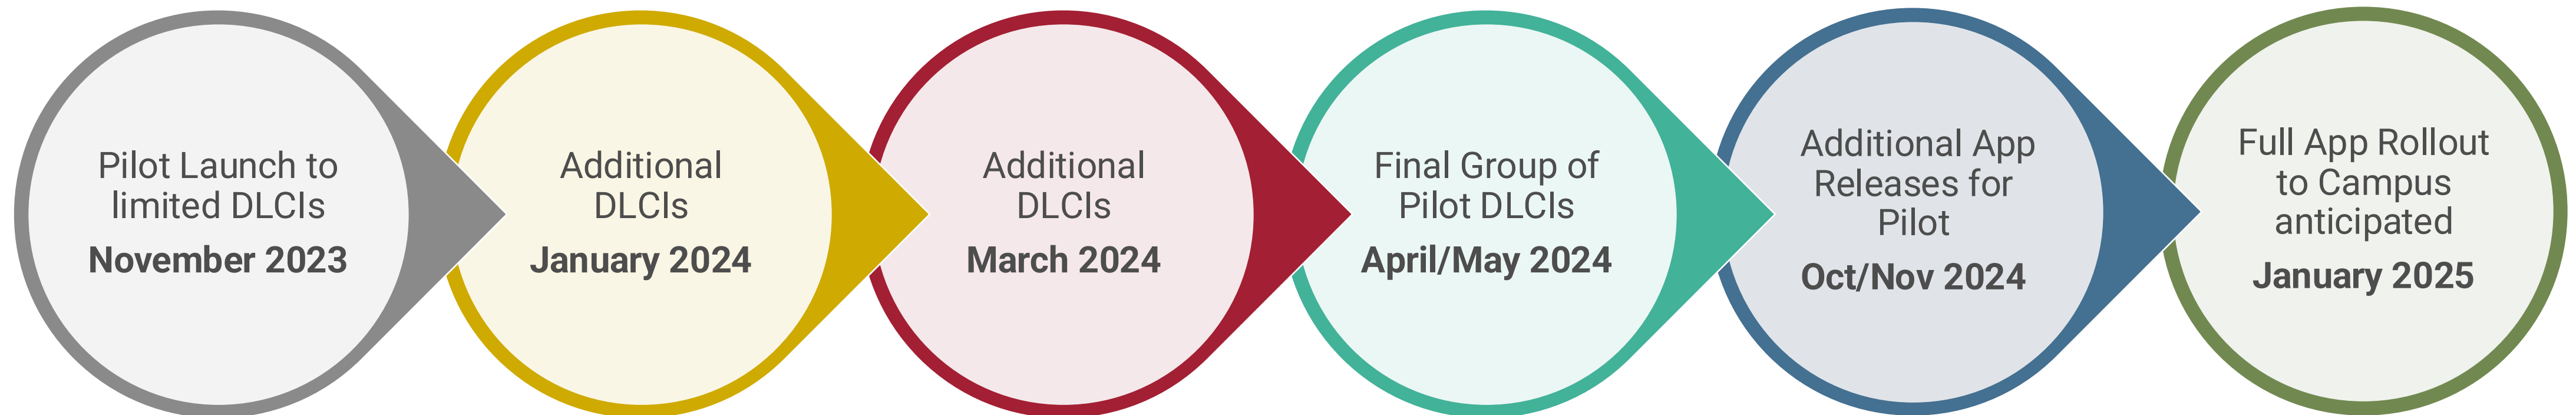 Pilot Launch to
limited DLCIs
November 2023
Additional
DLCIs
January 2024
Additional
DLCIs
March 2024
Final Group of
Pilot DLCIs
April/May 2024
Additional App
Releases for
Pilot
Oct/Nov 2024
Full App Rollout
to Campus
anticipated
January 2025